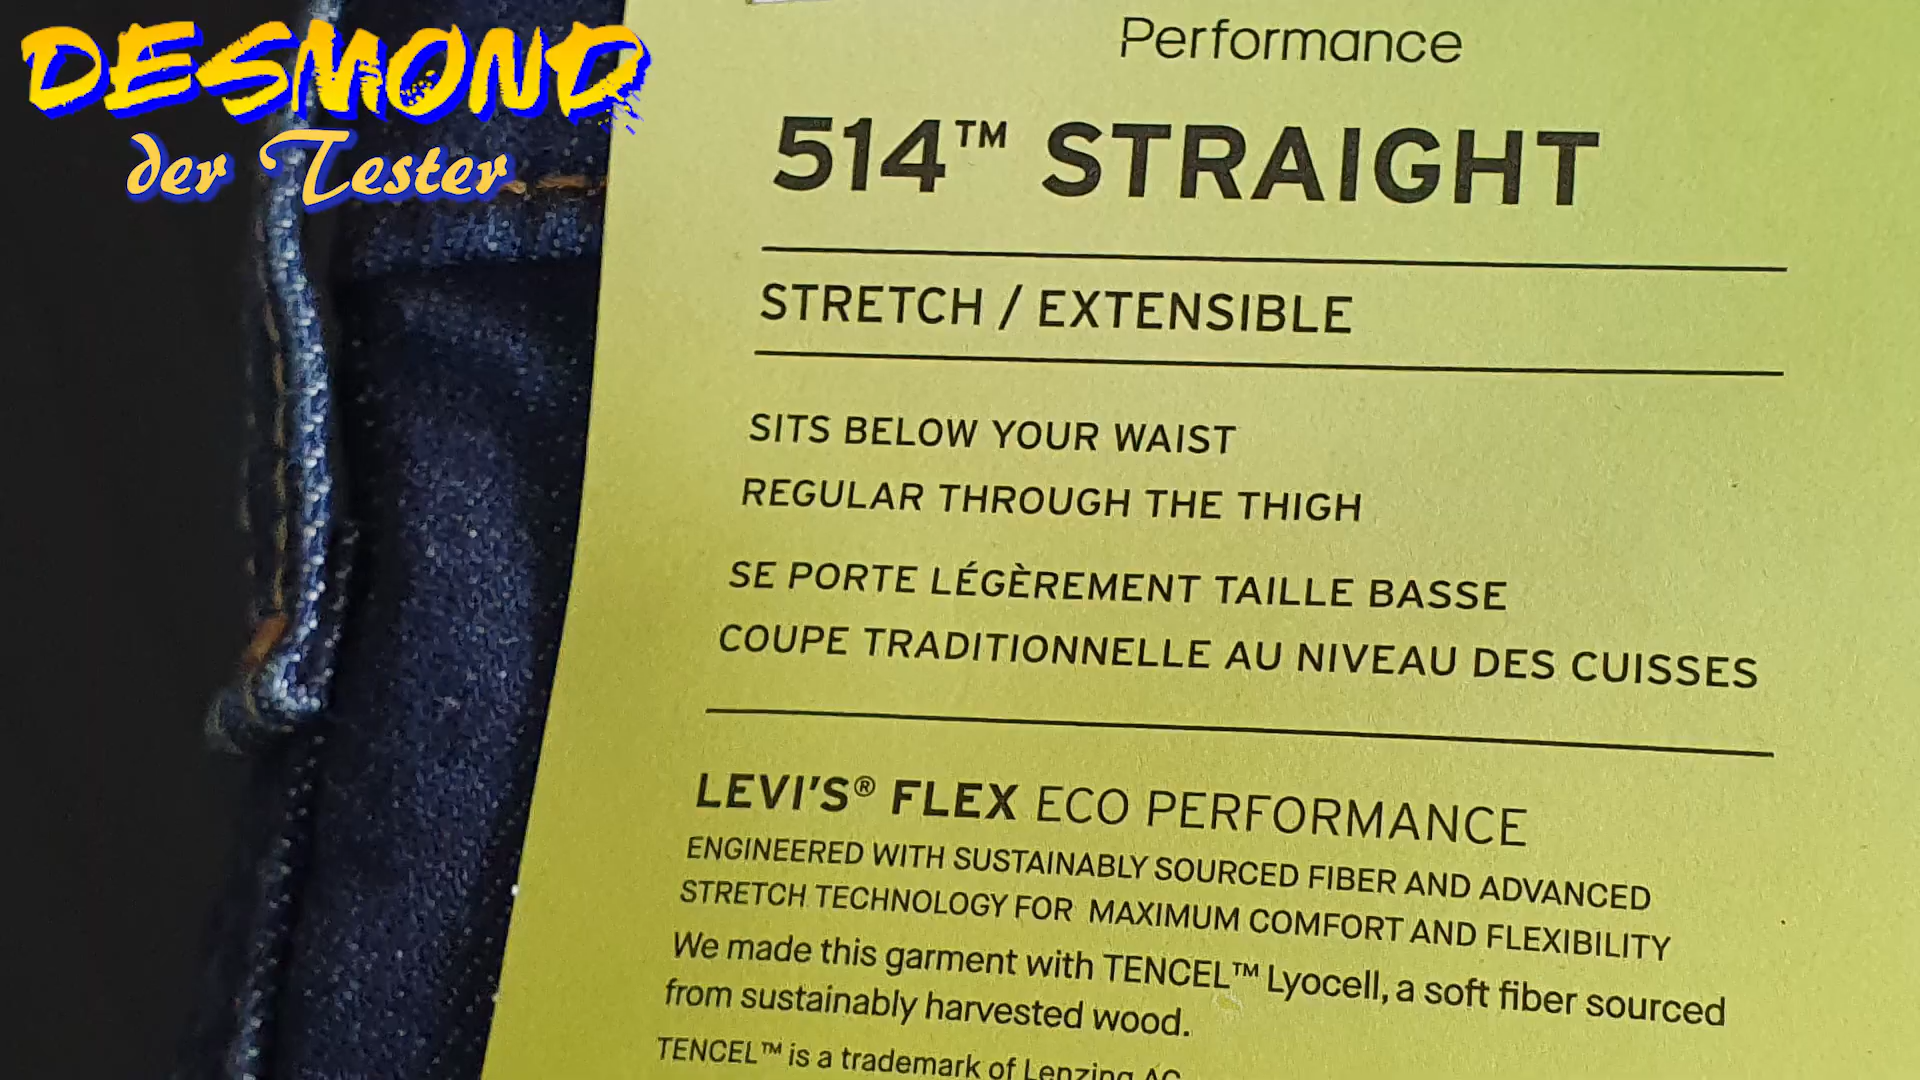 DESMOND
der Tester
Performance
514™ STRAIGHT
STRETCH / EXTENSIBLE
SITS BELOW YOUR WAIST
REGULAR THROUGH THE THIGH
SE PORTE LÉGÈREMENT TAILLE BASSE
COUPE TRADITIONNELLE AU NIVEAU DES CUISSES
LEVI'S® FLEX ECO PERFORMANCE
ENGINEERED WITH SUSTAINABLY SOURCED FIBER AND ADVANCED
STRETCH TECHNOLOGY FOR MAXIMUM COMFORT AND FLEXIBILITY
We made this garment with TENCEL™ Lyocell, a soft fiber sourced
from sustainably harvested wood.
TENCEL™ is a trademark of Lenzing AG